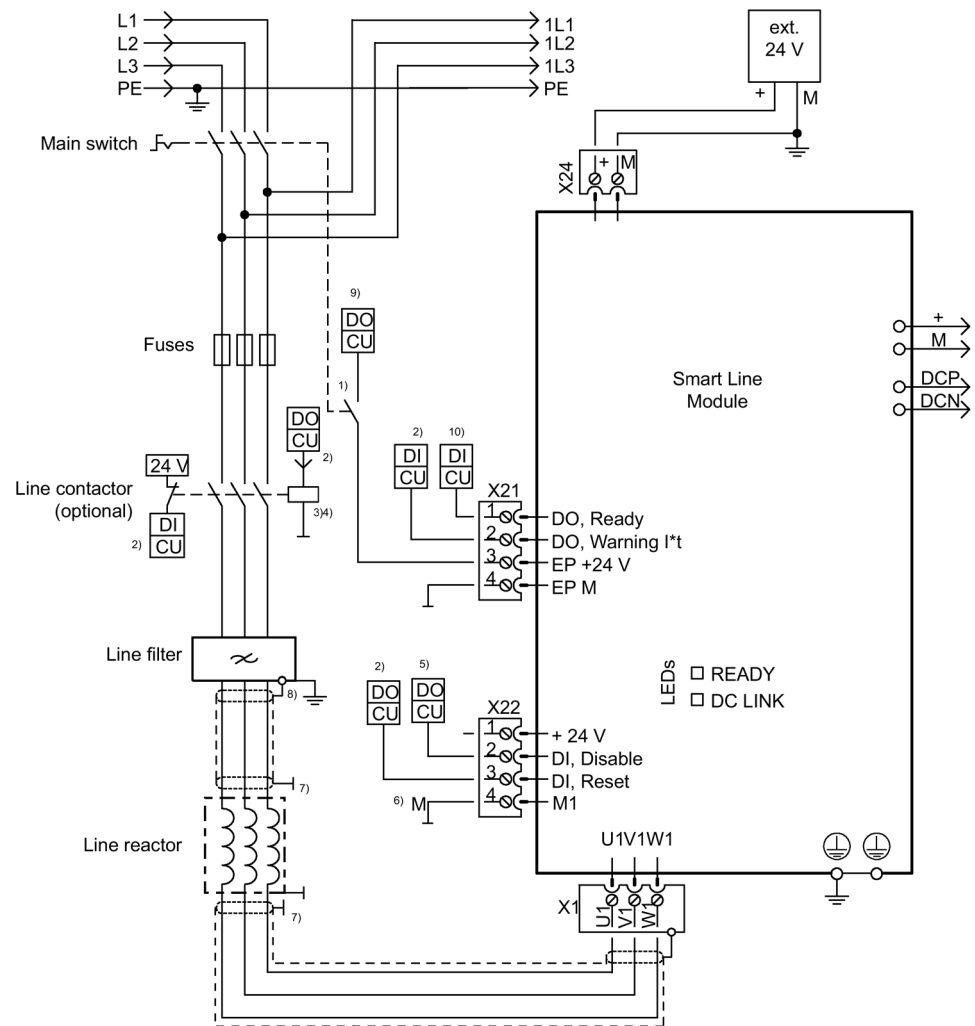 L1
L2
L3
PE
1L1
1L2
1L3
PE
ext.
24 V
+
M
Main switch
X24
+
M
Fuses
9)
DO
CU
1)
+
M
DCP
DCN
Smart Line
Module
DO
CU
2)
3)4)
24 V
Line contactor
(optional)
DI
CU
2)
2)
DI
CU
10)
DI
CU
X21
1
DO, Ready
2
DO, Warning I*t
3
EP +24 V
4
EP M
Line filter
8)
7)
LEDs
READY
DC LINK
2)
DO
CU
5)
DO
CU
X22
1
+ 24 V
2
DI, Disable
3
DI, Reset
4
M1
6) M
Line reactor
7)
U1V1W1
X1
U1
V1
W1